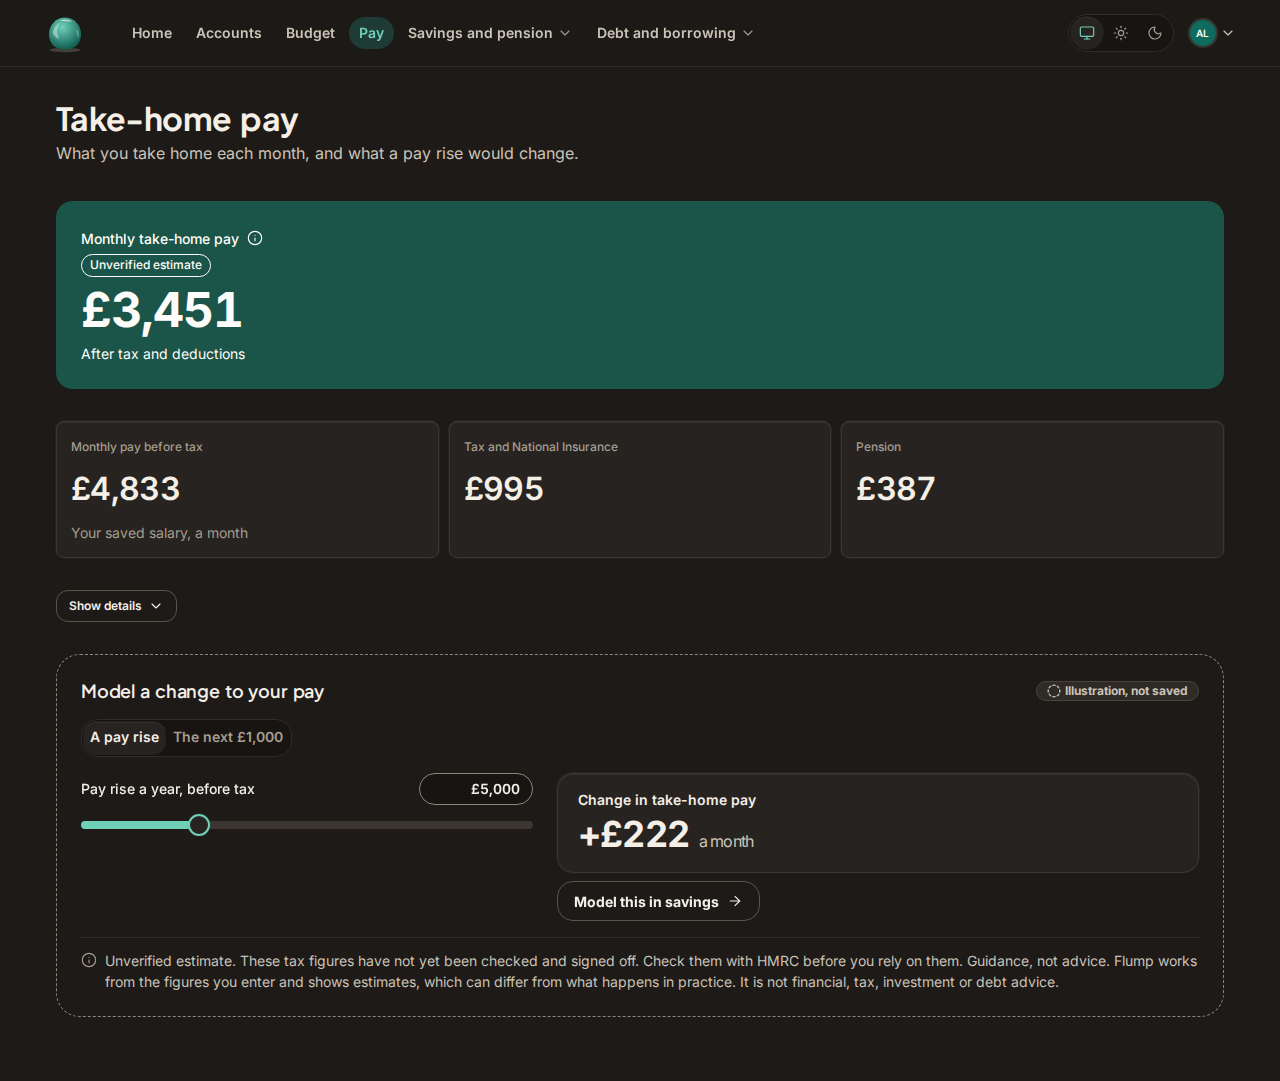 Home
Accounts
Budget
Pay
Savings and pension
Debt and borrowing
AL
Take-home pay
What you take home each month, and what a pay rise would change.
Monthly take-home pay
Unverified estimate
£3,451
After tax and deductions
Monthly pay before tax
£4,833
Your saved salary, a month
Tax and National Insurance
£995
Pension
£387
Show details
Model a change to your pay
Illustration, not saved
A pay rise
The next £1,000
Pay rise a year, before tax
£5,000
Change in take-home pay
+£222 a month
Model this in savings
Unverified estimate. These tax figures have not yet been checked and signed off. Check them with HMRC before you rely on them. Guidance, not advice. Flump works
from the figures you enter and shows estimates, which can differ from what happens in practice. It is not financial, tax, investment or debt advice.